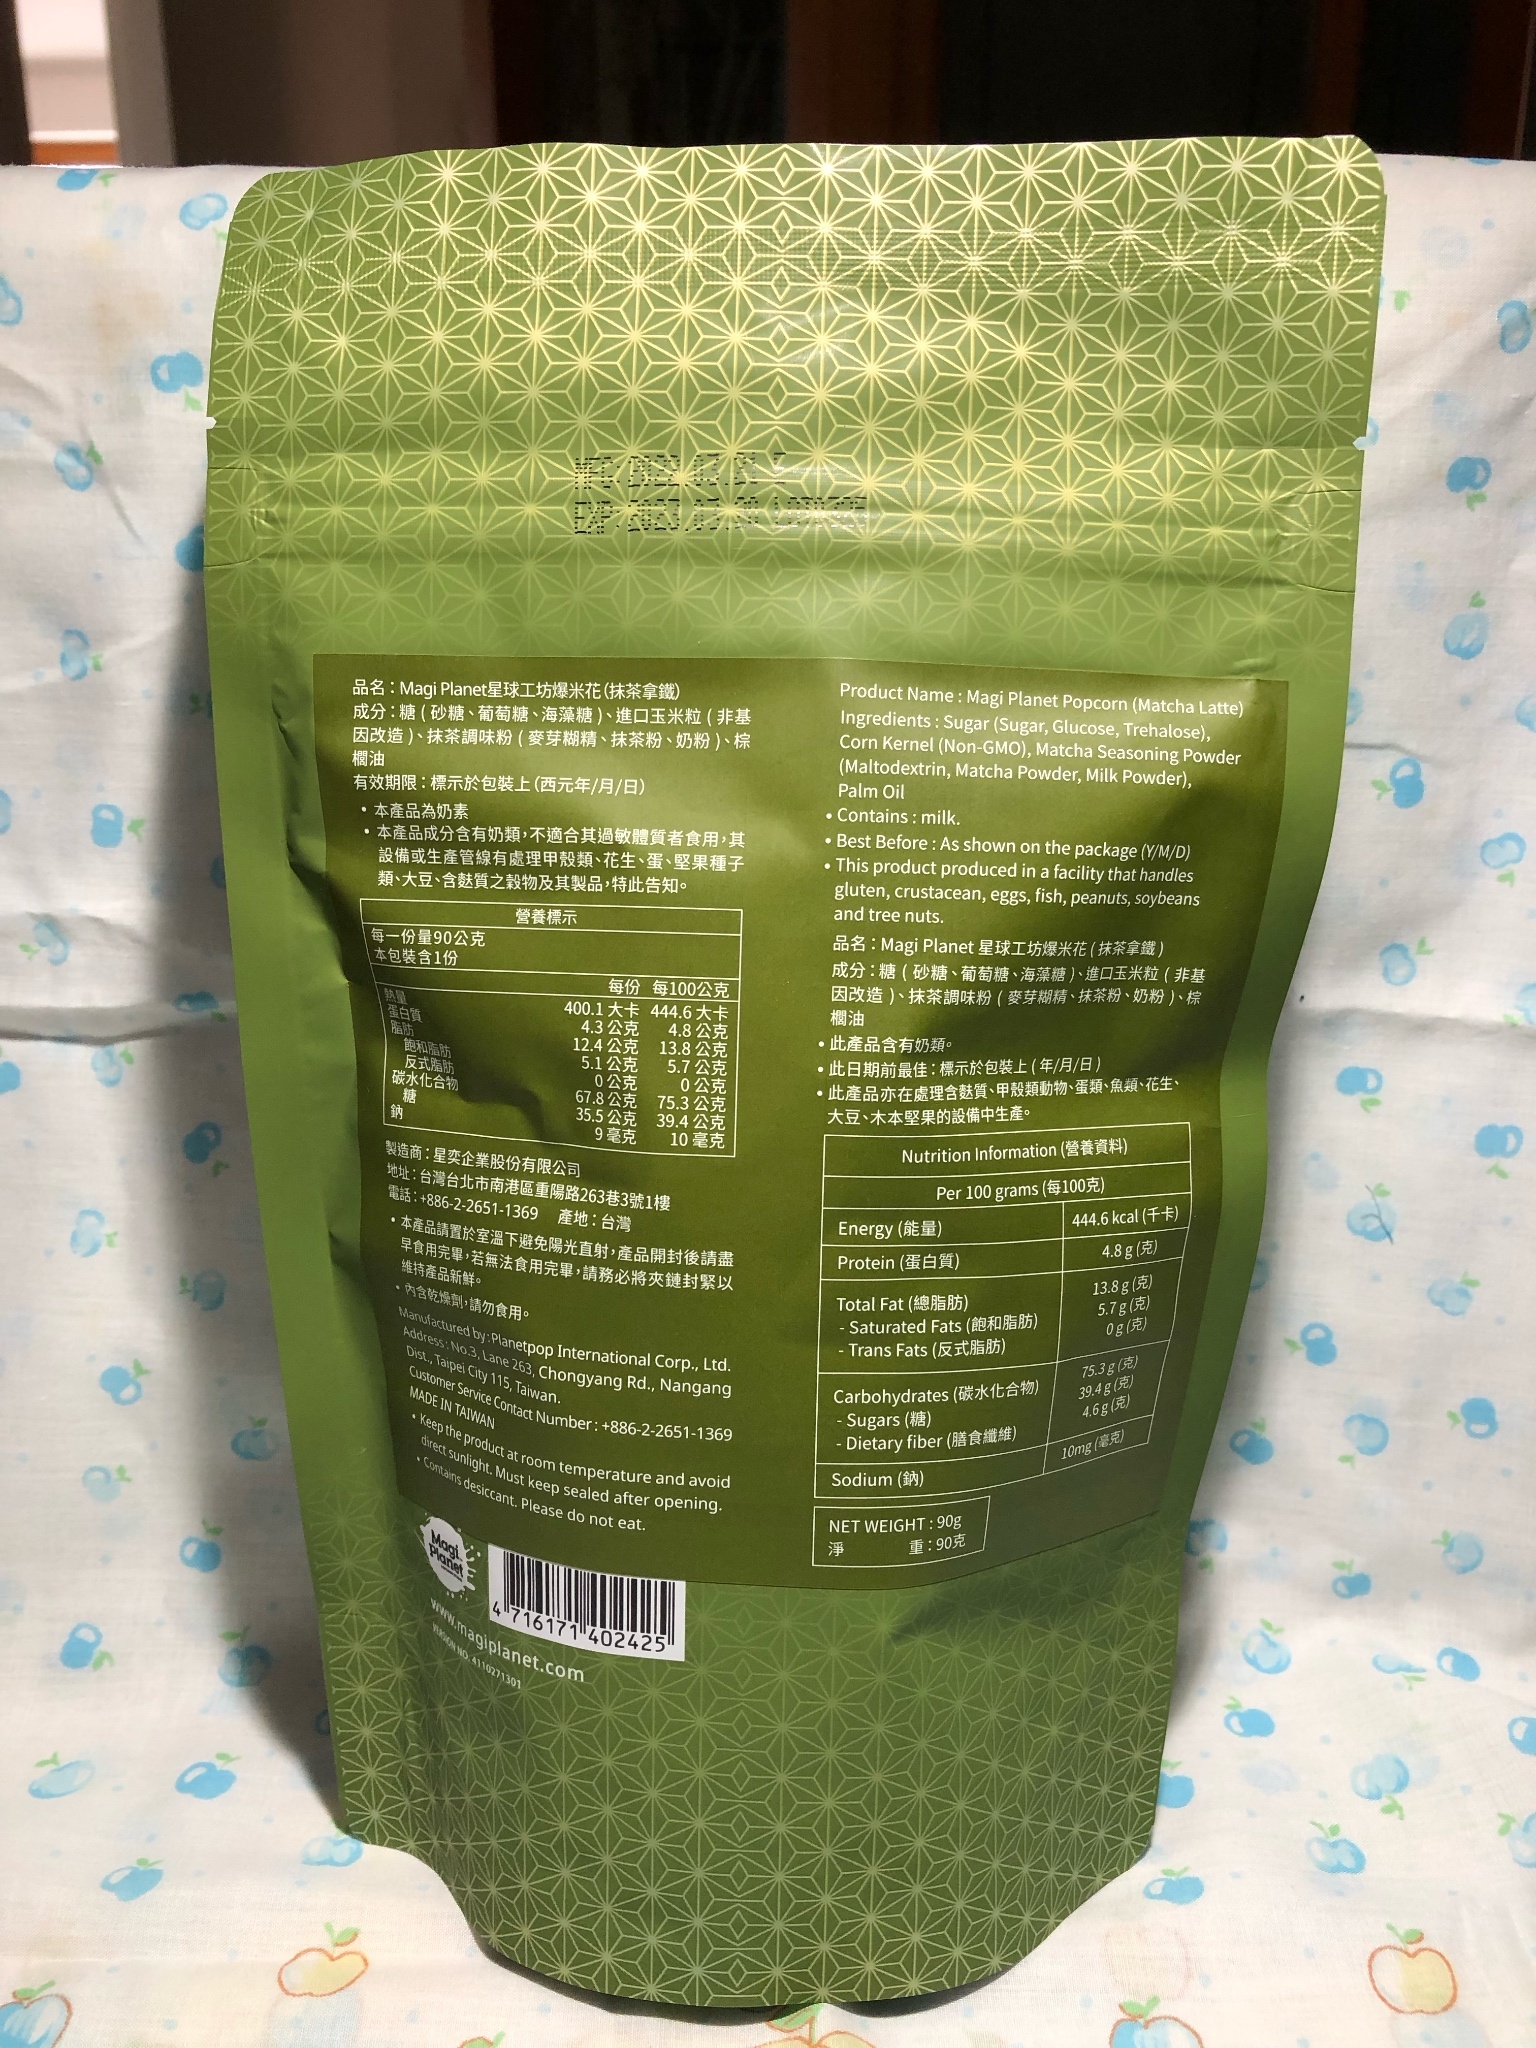 品名：Magi Planet星球工坊爆米花（抹茶拿鐵）
成分：糖（砂糖、葡萄糖、海藻糖）、進口玉米粒（非基
因改造）、抹茶調味粉（麥芽糊精、抹茶粉、奶粉）、棕
櫚油
有效期限：標示於包裝上（西元年/月/日）
• 本產品為奶素
• 本產品成分含有奶類，不適合其過敏體質者食用，其
設備或生產管線有處理甲殼類、花生、蛋、堅果種子
類、大豆、含麩質之穀物及其製品，特此告知。
營養標示
每一份量90公克
本包裝含1份
每份 每100公克
熱量 400.1 大卡 444.6 大卡
蛋白質 4.3 公克 4.8 公克
脂肪 12.4 公克 13.8 公克
飽和脂肪 5.1 公克 5.7 公克
反式脂肪 0 公克 0 公克
碳水化合物 67.8 公克 75.3 公克
糖 35.5 公克 39.4 公克
鈉 9 毫克 10 毫克
製造商：星奕企業股份有限公司
地址：台灣台北市南港區重陽路263巷3號1樓
電話：+886-2-2651-1369 產地：台灣
• 本產品請置於室溫下避免陽光直射，產品開封後請盡
早食用完畢，若無法食用完畢，請務必將夾鏈封緊以
維持產品新鮮。
• 內含乾燥劑，請勿食用。
Manufactured by : Planetpop International Corp., Ltd.
Address : No.3, Lane 263, Chongyang Rd., Nangang
Dist., Taipei City 115, Taiwan.
Customer Service Contact Number : +886-2-2651-1369
MADE IN TAIWAN
• Keep the product at room temperature and avoid
direct sunlight. Must keep sealed after opening.
• Contains desiccant. Please do not eat.
Magi
Planet
4 716171 402425
www.magiplanet.com
VERSION NO. 4110271301
Product Name : Magi Planet Popcorn (Matcha Latte)
Ingredients : Sugar (Sugar, Glucose, Trehalose),
Corn Kernel (Non-GMO), Matcha Seasoning Powder
(Maltodextrin, Matcha Powder, Milk Powder),
Palm Oil
• Contains : milk.
• Best Before : As shown on the package (Y/M/D)
• This product produced in a facility that handles
gluten, crustacean, eggs, fish, peanuts, soybeans
and tree nuts.
品名：Magi Planet 星球工坊爆米花（抹茶拿鐵）
成分：糖（砂糖、葡萄糖、海藻糖）、進口玉米粒（非基
因改造）、抹茶調味粉（麥芽糊精、抹茶粉、奶粉）、棕
櫚油
• 此產品含有奶類。
• 此日期前最佳：標示於包裝上（年/月/日）
• 此產品亦在處理含麩質、甲殼類動物、蛋類、魚類、花生、
大豆、木本堅果的設備中生產。
Nutrition Information (營養資料)
Per 100 grams (每100克)
Energy (能量) 444.6 kcal (千卡)
Protein (蛋白質) 4.8 g (克)
Total Fat (總脂肪) 13.8 g (克)
- Saturated Fats (飽和脂肪) 5.7 g (克)
- Trans Fats (反式脂肪) 0 g (克)
Carbohydrates (碳水化合物) 75.3 g (克)
- Sugars (糖) 39.4 g (克)
- Dietary fiber (膳食纖維) 4.6 g (克)
Sodium (鈉) 10mg (毫克)
NET WEIGHT : 90g
淨 重 : 90克